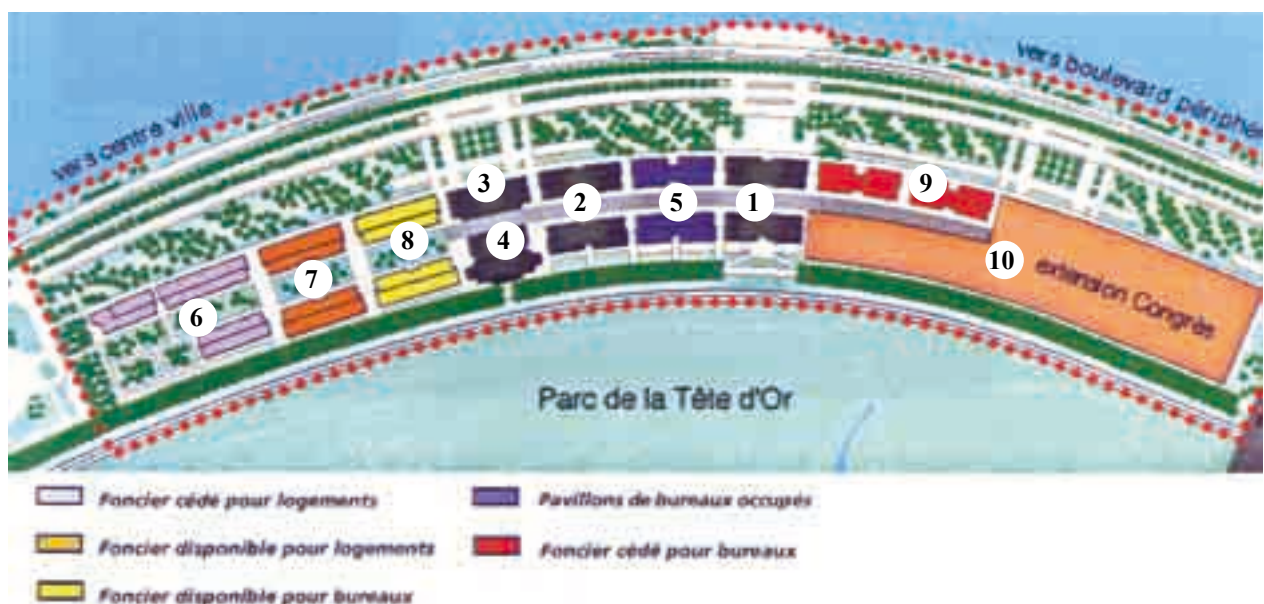 vers centre ville
vers boulevard périphér
3
9
2
5
1
8
4
10
extension Congrès
7
6
Parc de la Tête d'Or
Foncier cédé pour logements
Pavillons de bureaux occupés
Foncier disponible pour logements
Foncier cédé pour bureaux
Foncier disponible pour bureaux